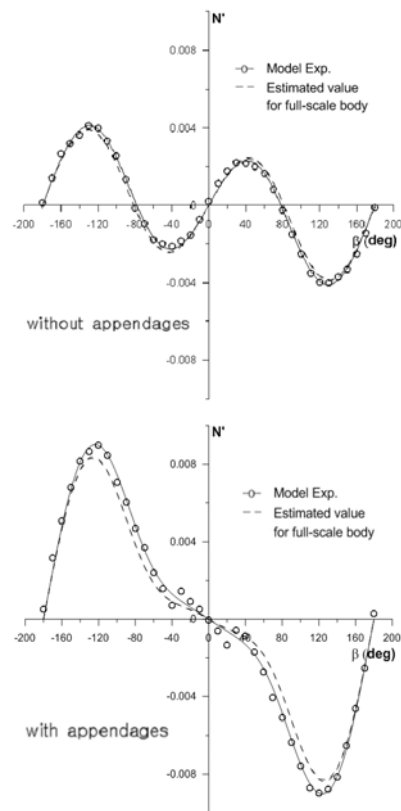 N'
0.008
Model Exp.
Estimated value
for full-scale body
0.004
0
-200 -160 -120 -80 -40 0 40 80 120 160 200
β (deg)
-0.004
without appendages
-0.008
N'
0.008
Model Exp.
Estimated value
for full-scale body
0.004
0
-200 -160 -120 -80 -40 0 40 80 120 160 200
β (deg)
-0.004
with appendages
-0.008